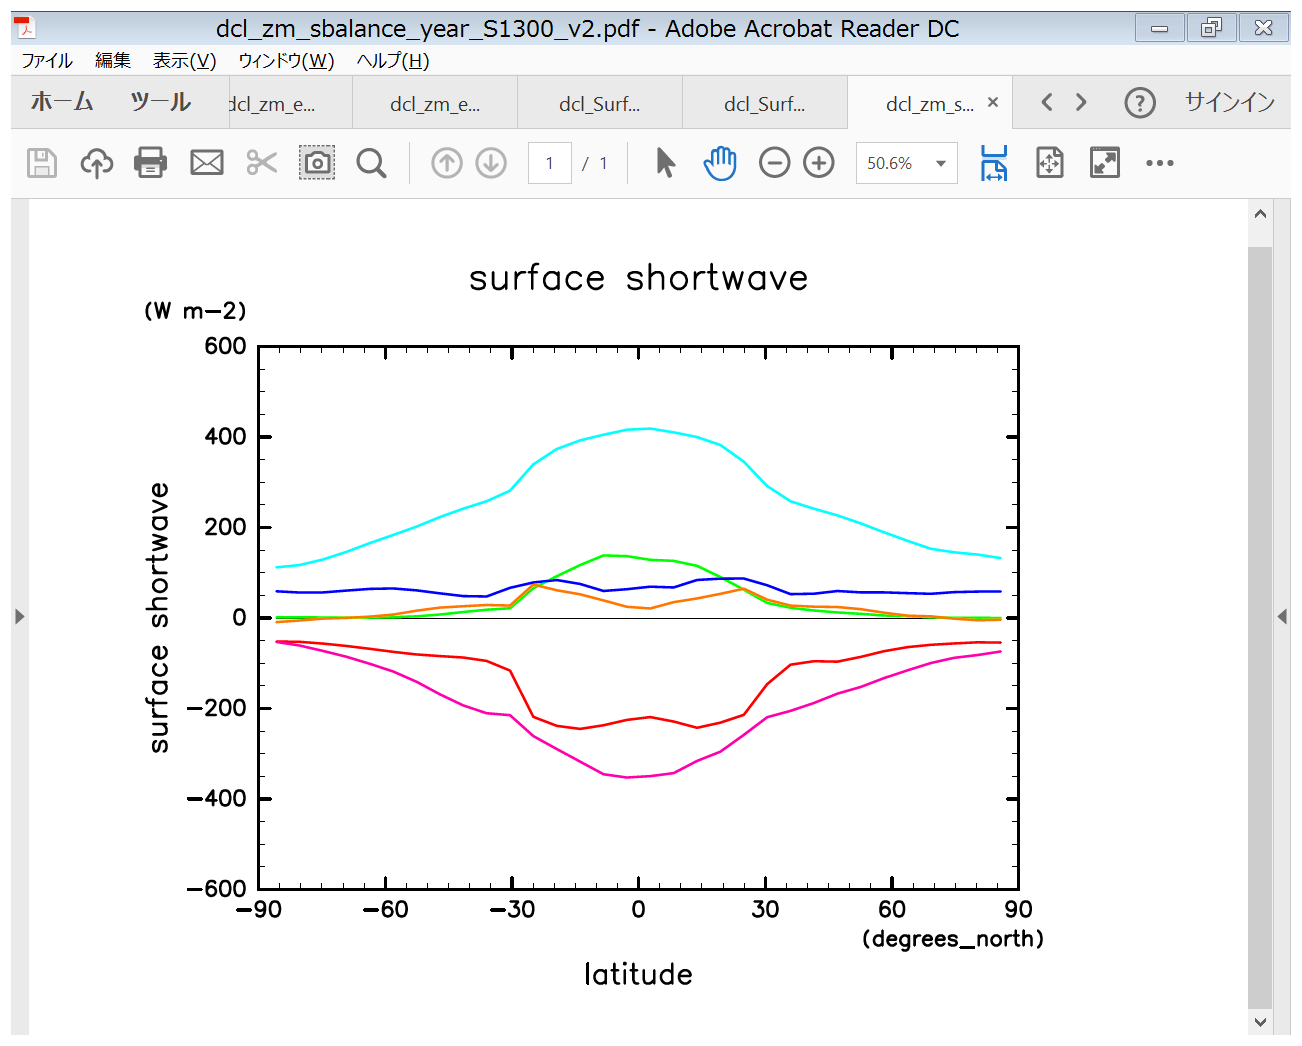 dcl_zm_sbalance_year_S1300_v2.pdf - Adobe Acrobat Reader DC
ファイル 編集 表示(V) ウィンドウ(W) ヘルプ(H)
ホーム ツール dcl_zm_e... dcl_zm_e... dcl_Surf... dcl_Surf... dcl_zm_s... × ? サインイン
1 / 1 50.6%
surface shortwave
(W m-2)
600
400
200
0
-200
-400
-600
surface shortwave
-90 -60 -30 0 30 60 90
(degrees_north)
latitude